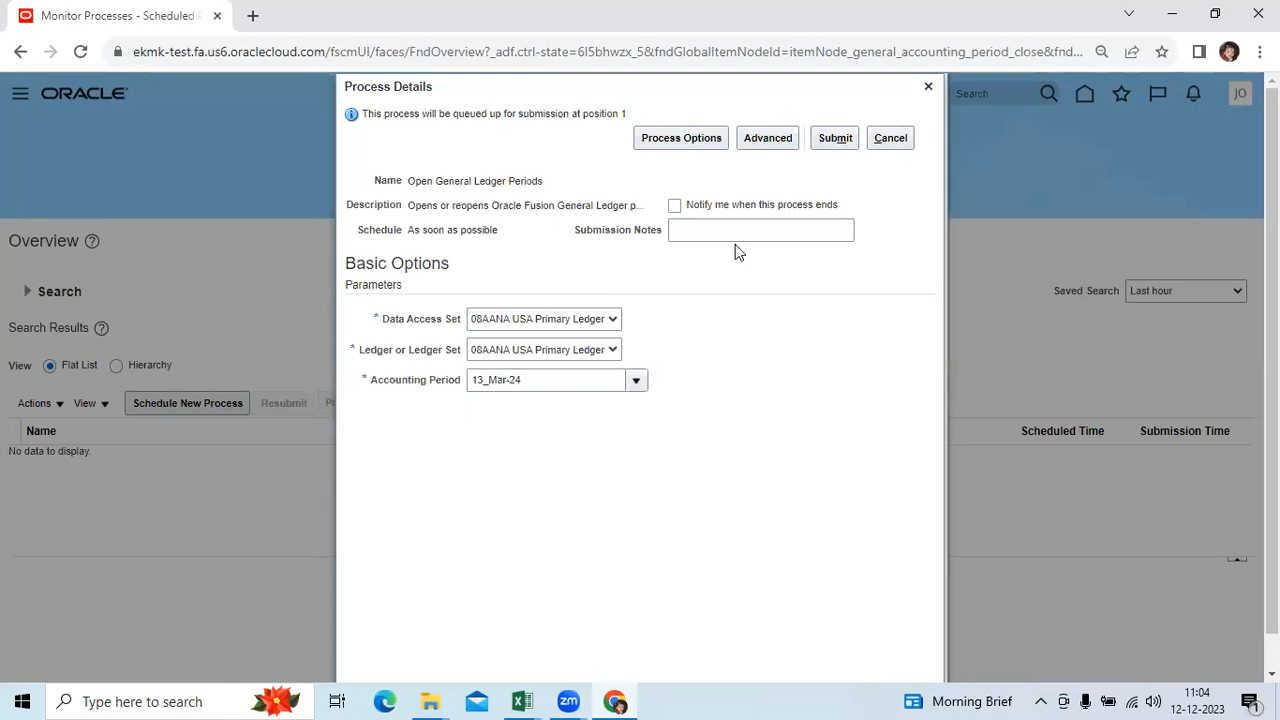 Monitor Processes - Scheduled
ekmk-test.fa.us6.oraclecloud.com/fscmUI/faces/FndOverview?_adf.ctrl-state=6I5bhwzx_5&fndGlobalItemNodeId=itemNode_general_accounting_period_close&fnd...
ORACLE
Search
JO
Process Details
This process will be queued up for submission at position 1
Process Options
Advanced
Submit
Cancel
Name Open General Ledger Periods
Description Opens or reopens Oracle Fusion General Ledger p...
Notify me when this process ends
Schedule As soon as possible
Submission Notes
Overview
Basic Options
Parameters
Search
Saved Search Last hour
* Data Access Set 08AANA USA Primary Ledger
Search Results
* Ledger or Ledger Set 08AANA USA Primary Ledger
View Flat List Hierarchy
* Accounting Period 13_Mar-24
Actions View Schedule New Process Resubmit
Name Scheduled Time Submission Time
No data to display.
Type here to search
Morning Brief
11:04
12-12-2023
1